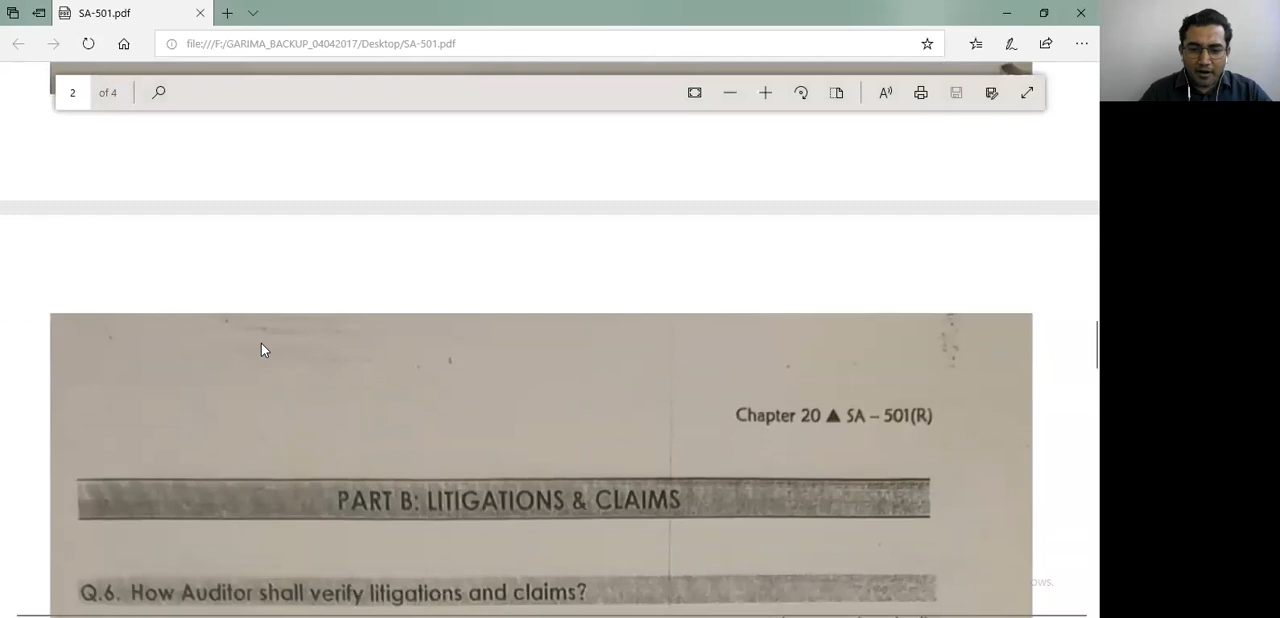 SA-501.pdf
file:///F:/GARIMA_BACKUP_04042017/Desktop/SA-501.pdf
2 of 4
Chapter 20 ▲ SA – 501(R)
PART B: LITIGATIONS & CLAIMS
Q.6. How Auditor shall verify litigations and claims?